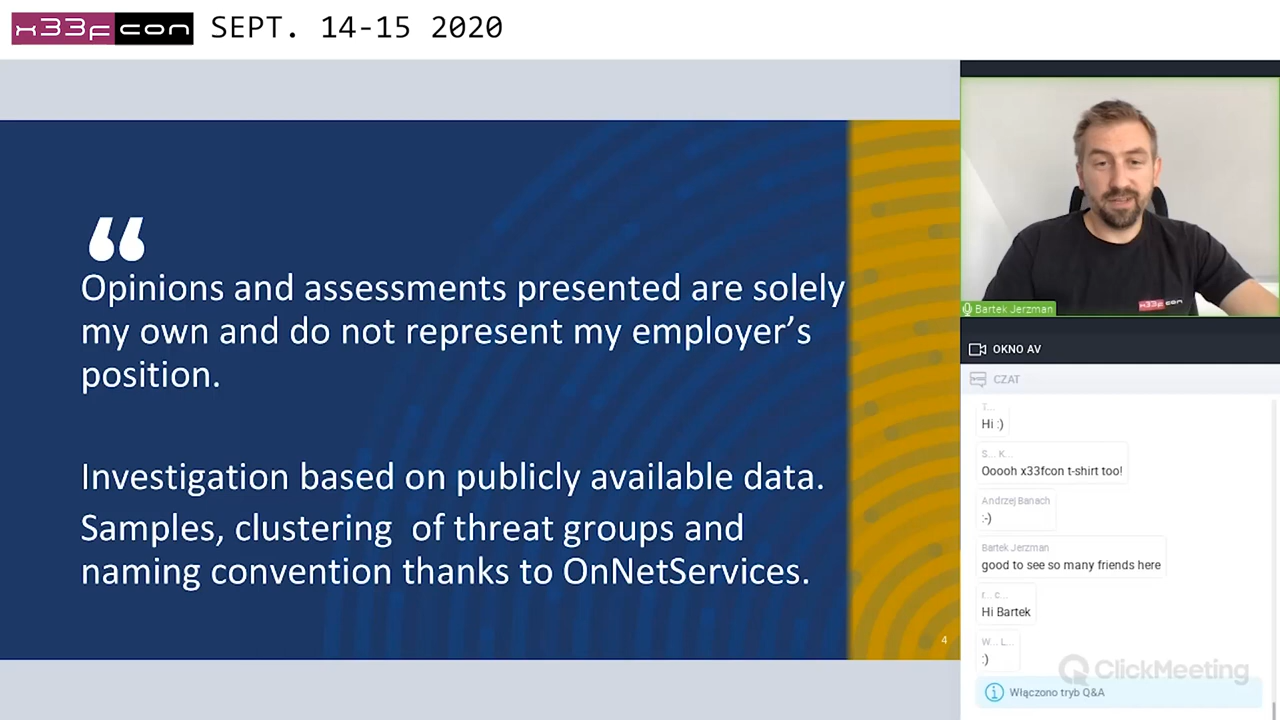 x33fcon SEPT. 14-15 2020
“
Opinions and assessments presented are solely
my own and do not represent my employer’s
position.
Investigation based on publicly available data.
Samples, clustering  of threat groups and
naming convention thanks to OnNetServices.
4
x33fcon
Bartek Jerzman
OKNO AV
CZAT
T...
Hi :)
S... K...
Ooooh x33fcon t-shirt too!
Andrzej Banach
:-)
Bartek Jerzman
good to see so many friends here
r... c...
Hi Bartek
W... L...
:)
ClickMeeting
Włączono tryb Q&A